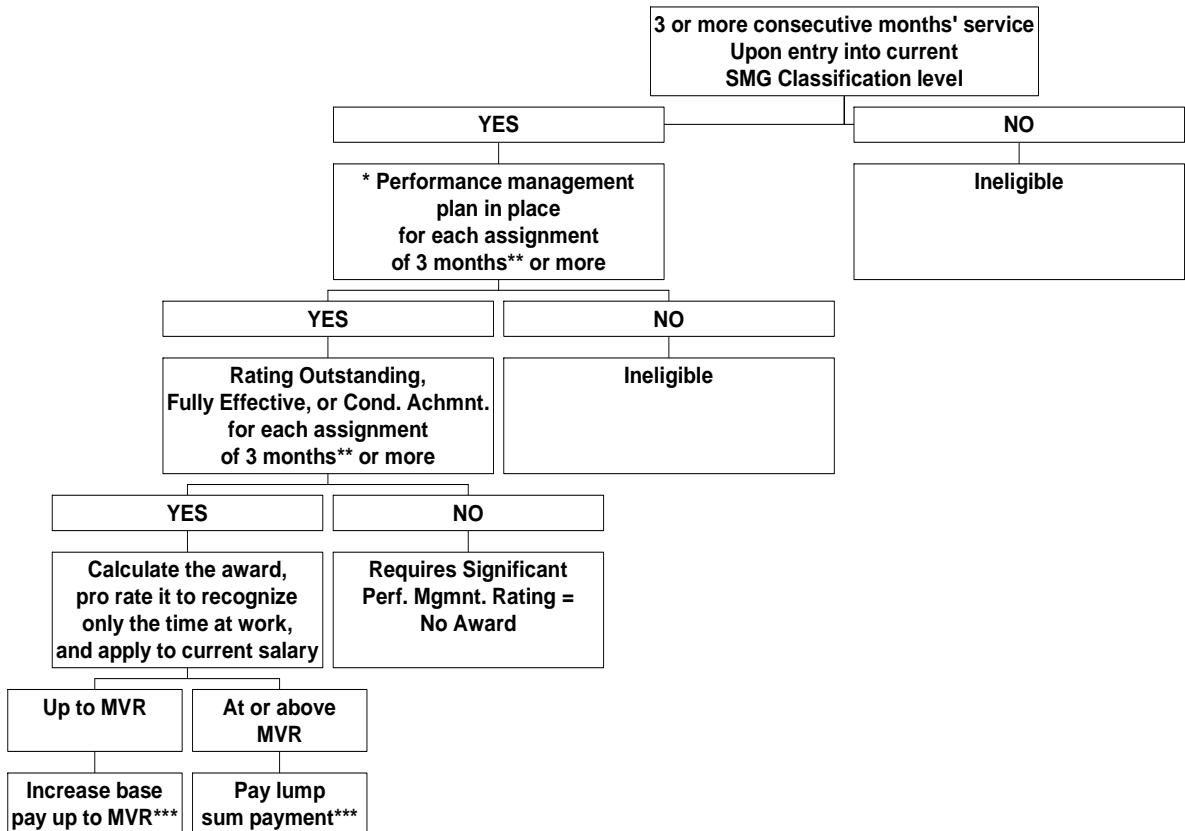 3 or more consecutive months' service
Upon entry into current
SMG Classification level
YES
NO
* Performance management
plan in place
for each assignment
of 3 months** or more
Ineligible
YES
NO
Rating Outstanding,
Fully Effective, or Cond. Achmnt.
for each assignment
of 3 months** or more
Ineligible
YES
NO
Calculate the award,
pro rate it to recognize
only the time at work,
and apply to current salary
Requires Significant
Perf. Mgmnt. Rating =
No Award
Up to MVR
At or above
MVR
Increase base
pay up to MVR***
Pay lump
sum payment***